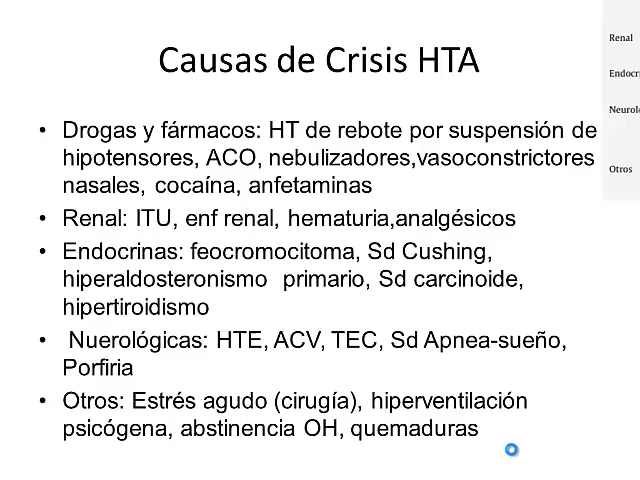 Causas de Crisis HTA
• Drogas y fármacos: HT de rebote por suspensión de
hipotensores, ACO, nebulizadores,vasoconstrictores
nasales, cocaína, anfetaminas
• Renal: ITU, enf renal, hematuria,analgésicos
• Endocrinas: feocromocitoma, Sd Cushing,
hiperaldosteronismo primario, Sd carcinoide,
hipertiroidismo
• Nuerológicas: HTE, ACV, TEC, Sd Apnea-sueño,
Porfiria
• Otros: Estrés agudo (cirugía), hiperventilación
psicógena, abstinencia OH, quemaduras
Renal
Endocri
Neurol
Otros